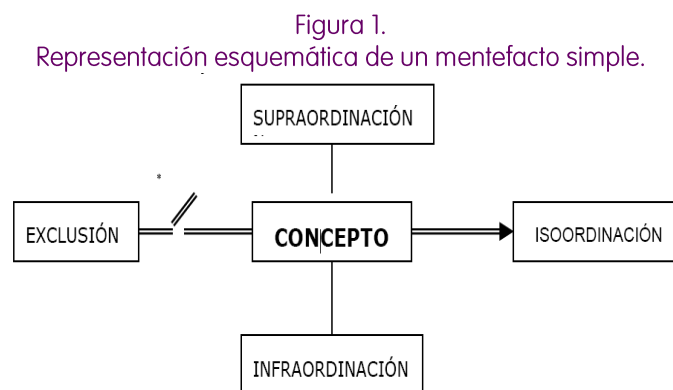 Figura 1.
Representación esquemática de un mentefacto simple.
SUPRAORDINACIÓN
*
EXCLUSIÓN
CONCEPTO
ISOORDINACIÓN
INFRAORDINACIÓN